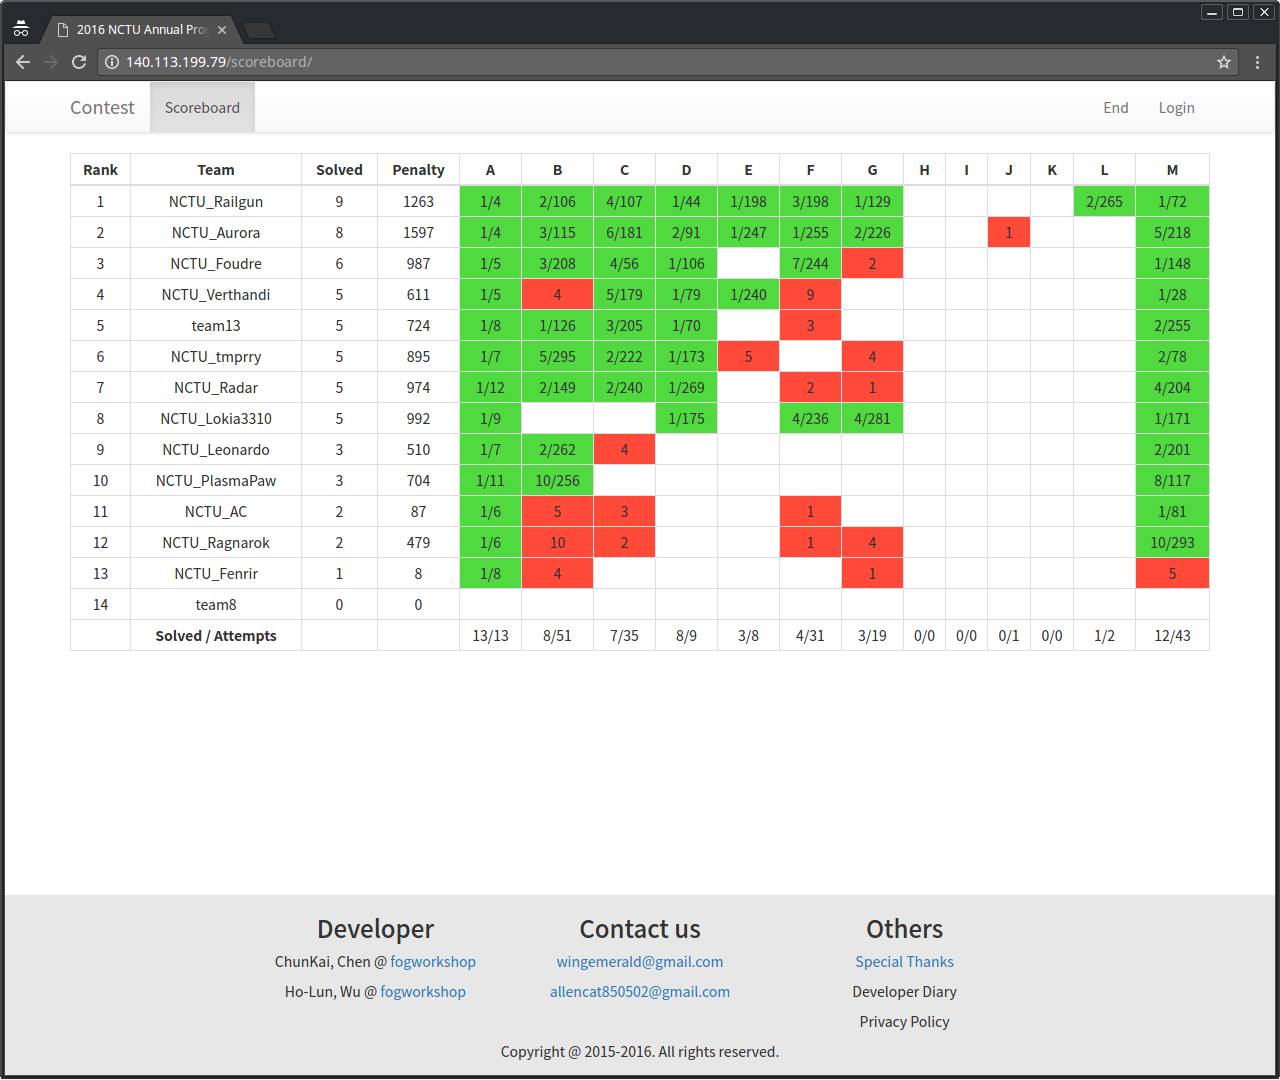 2016 NCTU Annual Pro
140.113.199.79/scoreboard/
Contest Scoreboard End Login
Rank Team Solved Penalty A B C D E F G H I J K L M
1 NCTU_Railgun 9 1263 1/4 2/106 4/107 1/44 1/198 3/198 1/129 2/265 1/72
2 NCTU_Aurora 8 1597 1/4 3/115 6/181 2/91 1/247 1/255 2/226 1 5/218
3 NCTU_Foudre 6 987 1/5 3/208 4/56 1/106 7/244 2 1/148
4 NCTU_Verthandi 5 611 1/5 4 5/179 1/79 1/240 9 1/28
5 team13 5 724 1/8 1/126 3/205 1/70 3 2/255
6 NCTU_tmprry 5 895 1/7 5/295 2/222 1/173 5 4 2/78
7 NCTU_Radar 5 974 1/12 2/149 2/240 1/269 2 1 4/204
8 NCTU_Lokia3310 5 992 1/9 1/175 4/236 4/281 1/171
9 NCTU_Leonardo 3 510 1/7 2/262 4 2/201
10 NCTU_PlasmaPaw 3 704 1/11 10/256 8/117
11 NCTU_AC 2 87 1/6 5 3 1 1/81
12 NCTU_Ragnarok 2 479 1/6 10 2 1 4 10/293
13 NCTU_Fenrir 1 8 1/8 4 1 5
14 team8 0 0
Solved / Attempts 13/13 8/51 7/35 8/9 3/8 4/31 3/19 0/0 0/0 0/1 0/0 1/2 12/43
Developer Contact us Others
ChunKai, Chen @ fogworkshop wingemerald@gmail.com Special Thanks
Ho-Lun, Wu @ fogworkshop allencat850502@gmail.com Developer Diary
Privacy Policy
Copyright @ 2015-2016. All rights reserved.